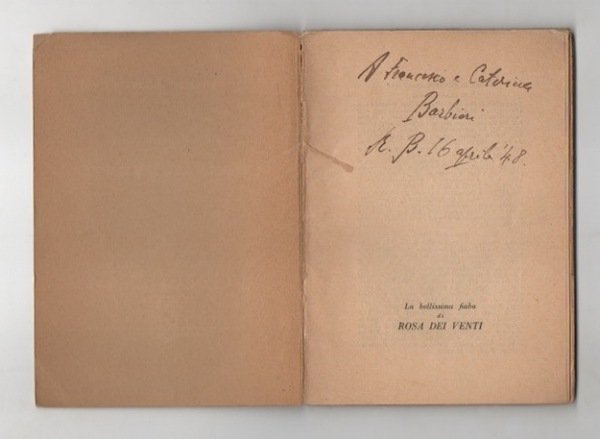 A Francesco e Caterina
Barbieri
R. B. 16 aprile '48.
La bellissima fiaba
di
ROSA DEI VENTI